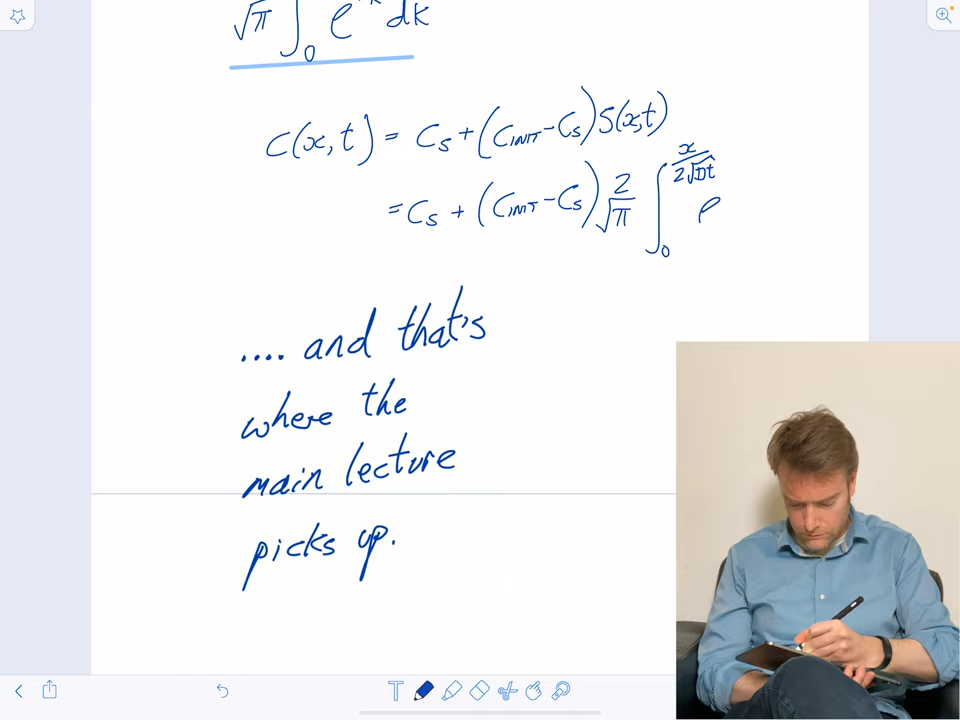 √π ∫₀ e dk
C(x,t) = Cs + (CINIT - Cs) S(x,t)
= Cs + (CINIT - Cs) 2/√π ∫₀^(x/2√Dt) e
.... and that's
where the
main lecture
picks up.
T